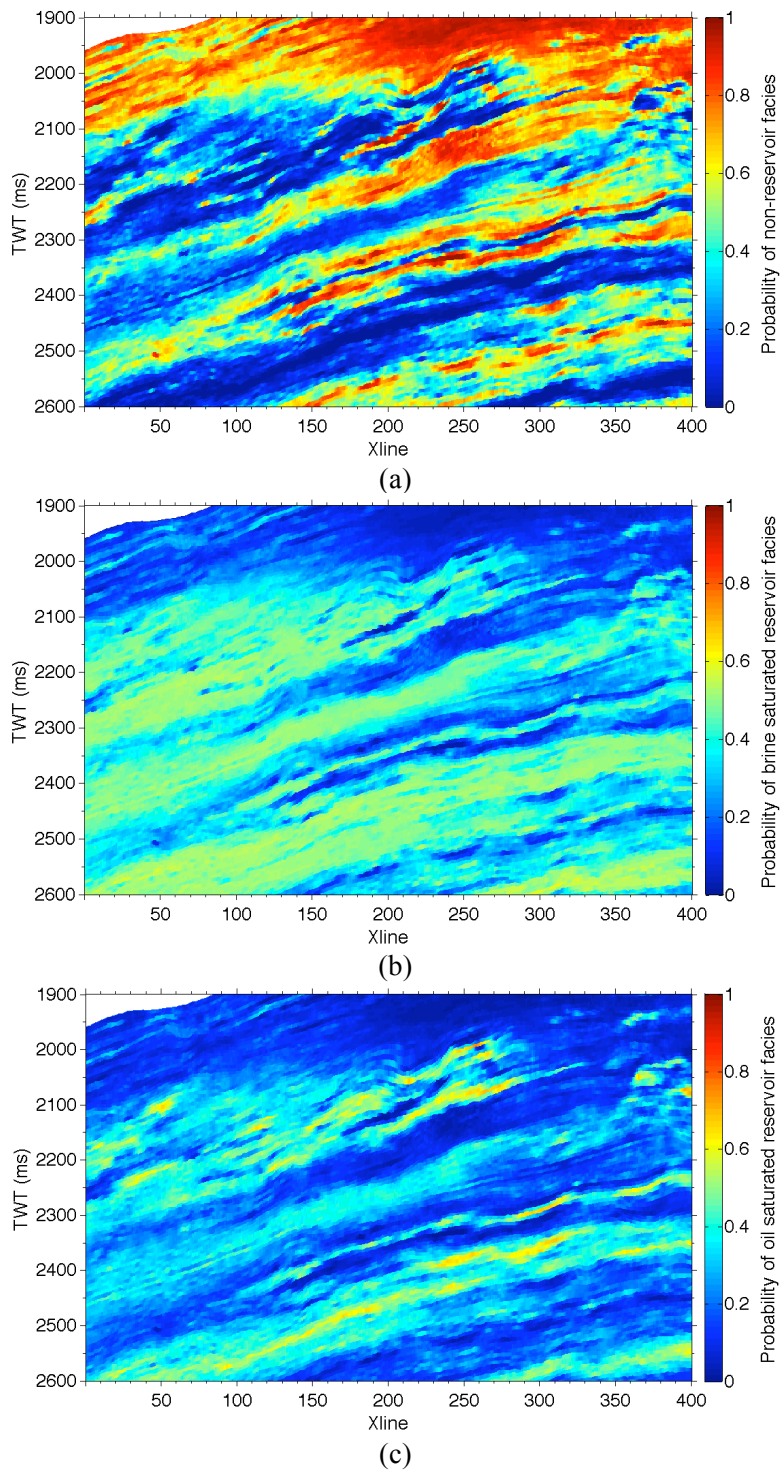 1900
2000
2100
2200
2300
2400
2500
2600
TWT (ms)
50 100 150 200 250 300 350 400
Xline
1
0.8
0.6
0.4
0.2
0
Probability of non-reservoir facies
(a)
1900
2000
2100
2200
2300
2400
2500
2600
TWT (ms)
50 100 150 200 250 300 350 400
Xline
1
0.8
0.6
0.4
0.2
0
Probability of brine saturated reservoir facies
(b)
1900
2000
2100
2200
2300
2400
2500
2600
TWT (ms)
50 100 150 200 250 300 350 400
Xline
1
0.8
0.6
0.4
0.2
0
Probability of oil saturated reservoir facies
(c)